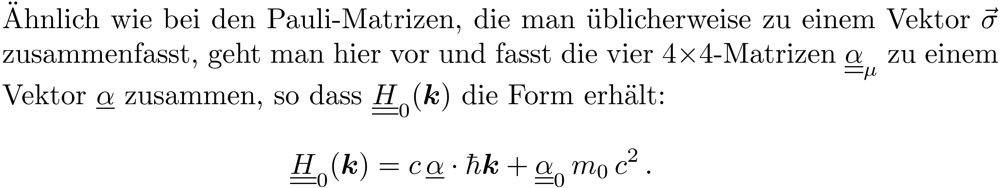 Ähnlich wie bei den Pauli-Matrizen, die man üblicherweise zu einem Vektor $\vec{\sigma}$
zusammenfasst, geht man hier vor und fasst die vier 4×4-Matrizen $\underline{\underline{\alpha}}_{\mu}$ zu einem
Vektor $\underline{\alpha}$ zusammen, so dass $\underline{\underline{H}}_0(\boldsymbol{k})$ die Form erhält:
$\underline{\underline{H}}_0(\boldsymbol{k}) = c\,\underline{\alpha} \cdot \hbar\boldsymbol{k} + \underline{\underline{\alpha}}_0\, m_0\, c^2\,.$